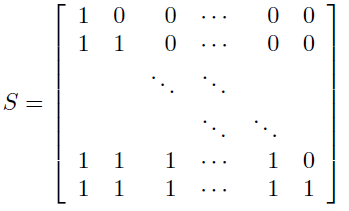 1 0 0 ⋯ 0 0
1 1 0 ⋯ 0 0
⋱ ⋱
S =
⋱ ⋱
1 1 1 ⋯ 1 0
1 1 1 ⋯ 1 1